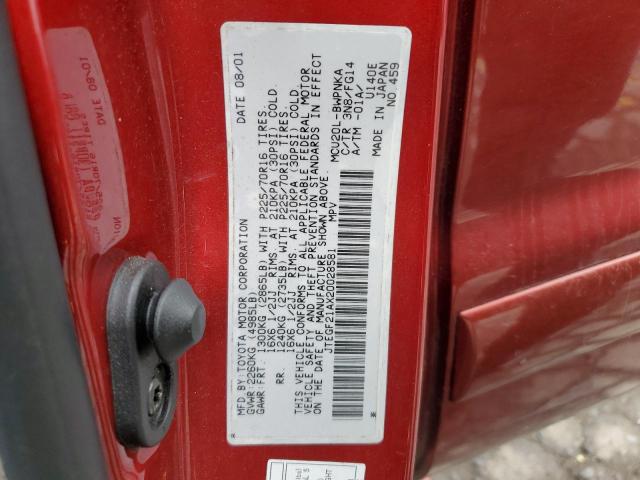 MFD.BY:TOYOTA MOTOR CORPORATION DATE 08/01
GVWR:2260KG (4985LB)
GAWR:FRT. 1300KG (2865LB) WITH P225/70R16 TIRES.
16X6 1/2JJ RIMS. AT 210KPA (30PSI) COLD.
RR. 1240KG (2735LB) WITH P225/70R16 TIRES.
16X6 1/2JJ RIMS. AT 210KPA (30PSI) COLD.
THIS VEHICLE CONFORMS TO ALL APPLICABLE FEDERAL MOTOR
VEHICLE SAFETY AND THEFT PREVENTION STANDARDS IN EFFECT
ON THE DATE OF MANUFACTURE SHOWN ABOVE.
JTEGF21AX20028581 MCU20L-BWPNKA
MPV C/TR 3N8/FG14
A/TM -01A/
U140E
IN JAPAN
NO.459